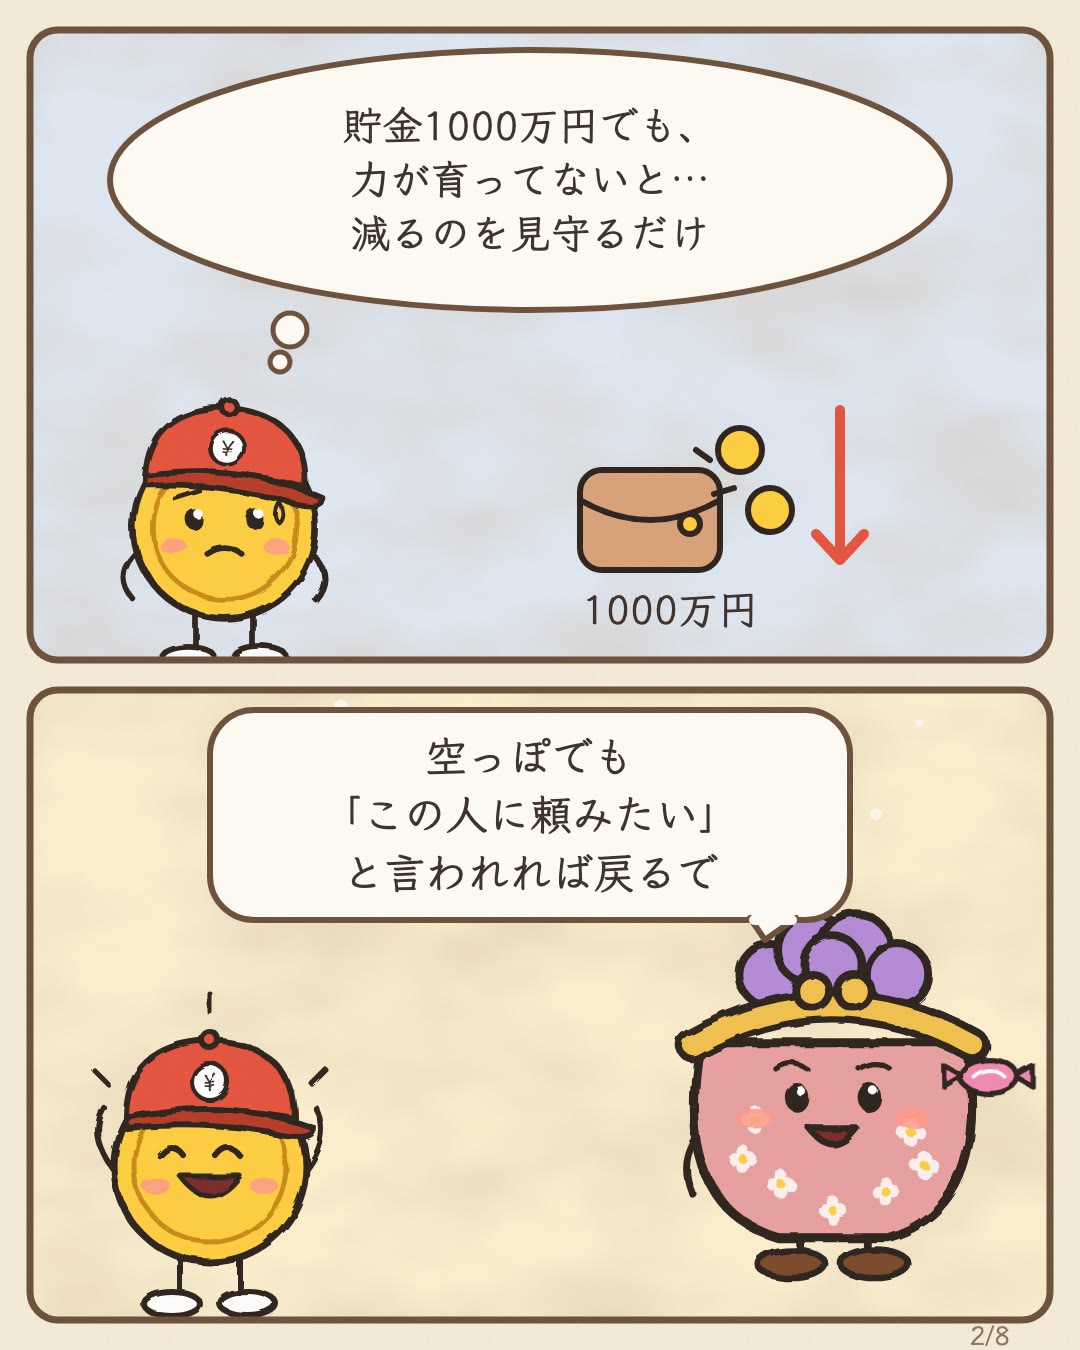 貯金1000万円でも、
力が育ってないと…
減るのを見守るだけ
¥
1000万円
空っぽでも
「この人に頼みたい」
と言われれば戻るで
¥
2/8